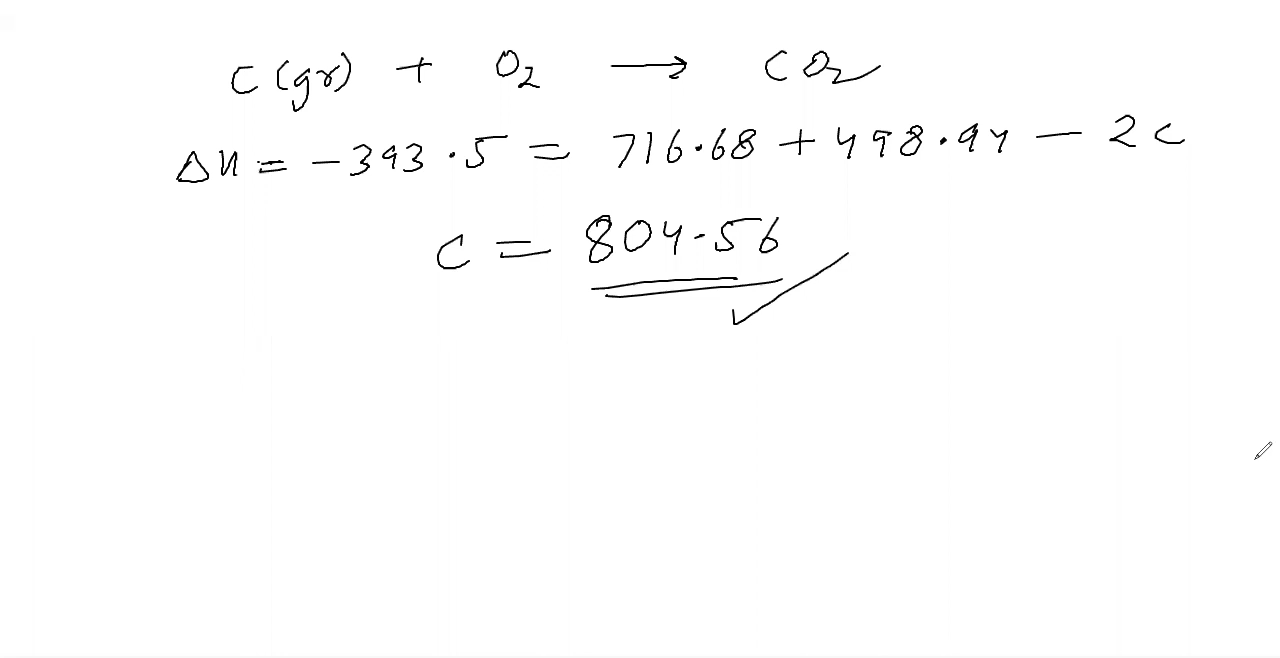 C(gr) + O2 → CO2
ΔH = -393.5 = 716.68 + 498.94 - 2C
C = 804.56